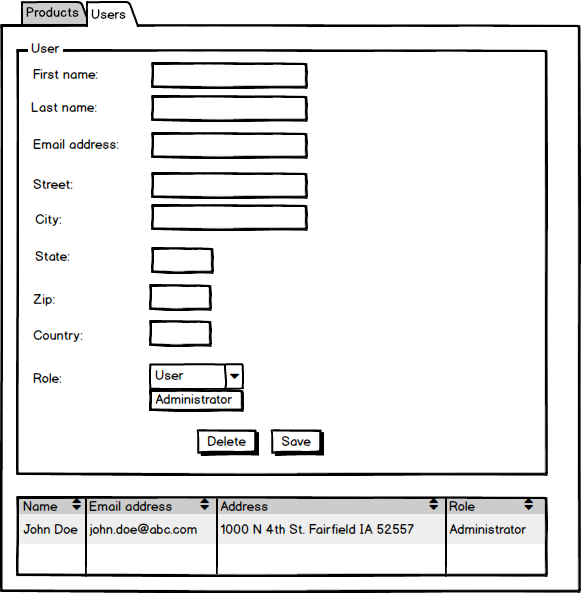 Products Users
User
First name:
Last name:
Email address:
Street:
City:
State:
Zip:
Country:
Role: User
Administrator
Delete Save
Name Email address Address Role
John Doe john.doe@abc.com 1000 N 4th St. Fairfield IA 52557 Administrator